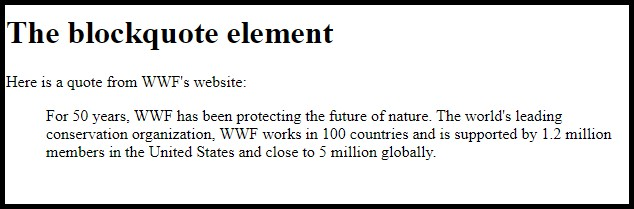 The blockquote element
Here is a quote from WWF's website:
For 50 years, WWF has been protecting the future of nature. The world's leading
conservation organization, WWF works in 100 countries and is supported by 1.2 million
members in the United States and close to 5 million globally.